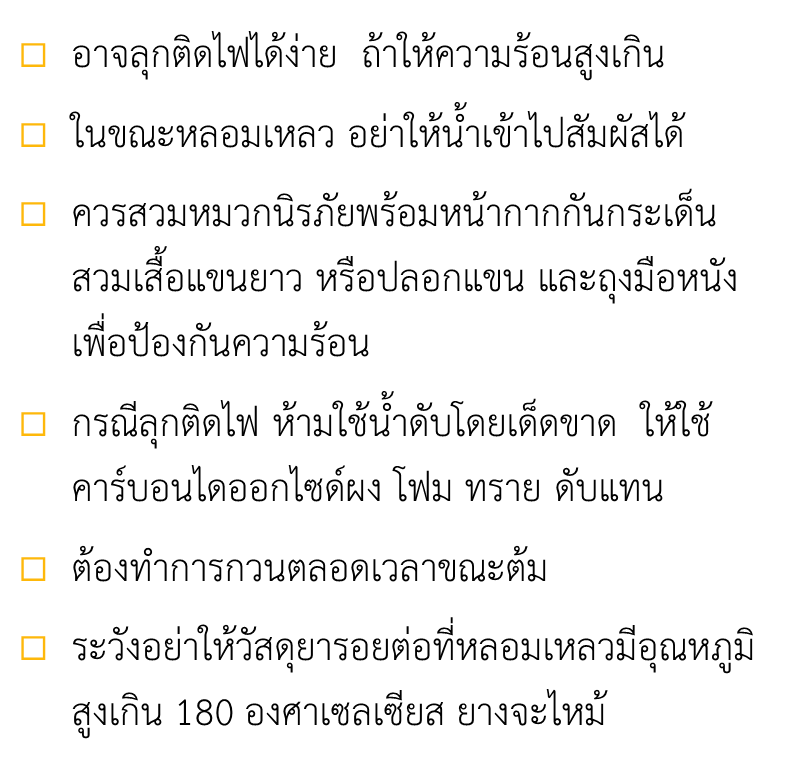 อาจลุกติดไฟได้ง่าย ถ้าให้ความร้อนสูงเกิน
ในขณะหลอมเหลว อย่าให้น้ำเข้าไปสัมผัสได้
ควรสวมหมวกนิรภัยพร้อมหน้ากากกันกระเด็น
สวมเสื้อแขนยาว หรือปลอกแขน และถุงมือหนัง
เพื่อป้องกันความร้อน
กรณีลุกติดไฟ ห้ามใช้น้ำดับโดยเด็ดขาด ให้ใช้
คาร์บอนไดออกไซด์ผง โฟม ทราย ดับแทน
ต้องทำการกวนตลอดเวลาขณะต้ม
ระวังอย่าให้วัสดุยารอยต่อที่หลอมเหลวมีอุณหภูมิ
สูงเกิน 180 องศาเซลเซียส ยางจะไหม้